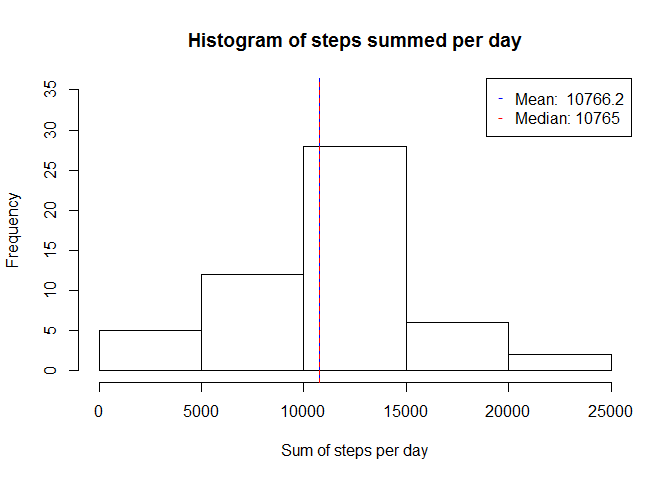 Histogram of steps summed per day
- Mean:  10766.2
- Median: 10765
Frequency
35
30
25
20
15
10
5
0
0 5000 10000 15000 20000 25000
Sum of steps per day